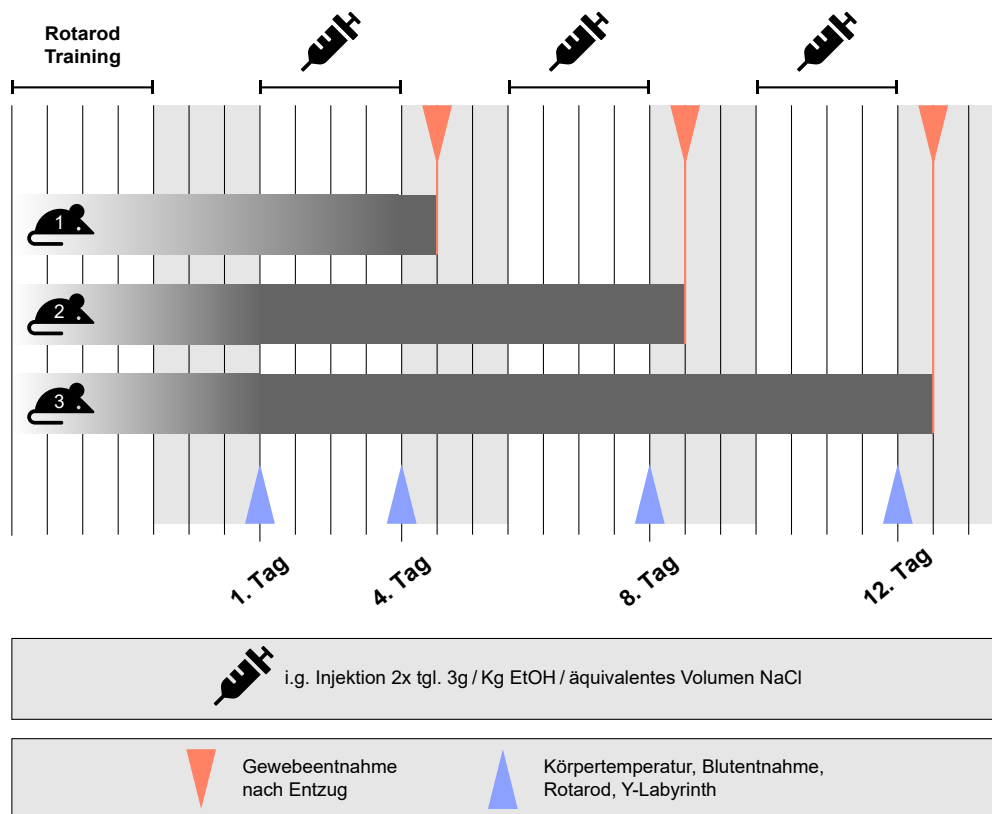 Rotarod
Training
1
2
3
1. Tag
4. Tag
8. Tag
12. Tag
i.g. Injektion 2x tgl. 3g / Kg EtOH / äquivalentes Volumen NaCl
Gewebeentnahme
nach Entzug
Körpertemperatur, Blutentnahme,
Rotarod, Y-Labyrinth